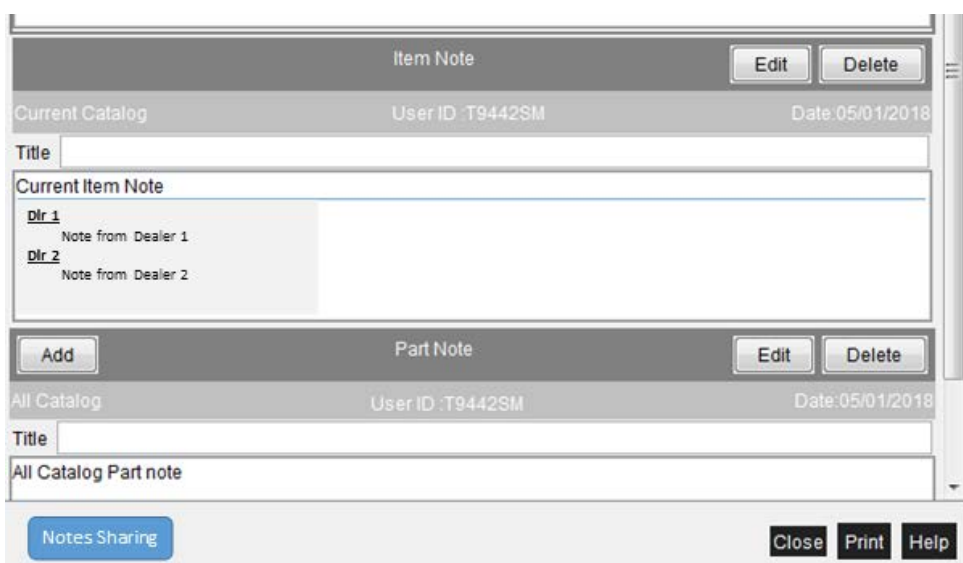 Item Note
Edit Delete
Current Catalog User ID :T9442SM Date:05/01/2018
Title
Current Item Note
Dlr 1
Note from Dealer 1
Dlr 2
Note from Dealer 2
Add Part Note Edit Delete
All Catalog User ID :T9442SM Date:05/01/2018
Title
All Catalog Part note
Notes Sharing Close Print Help